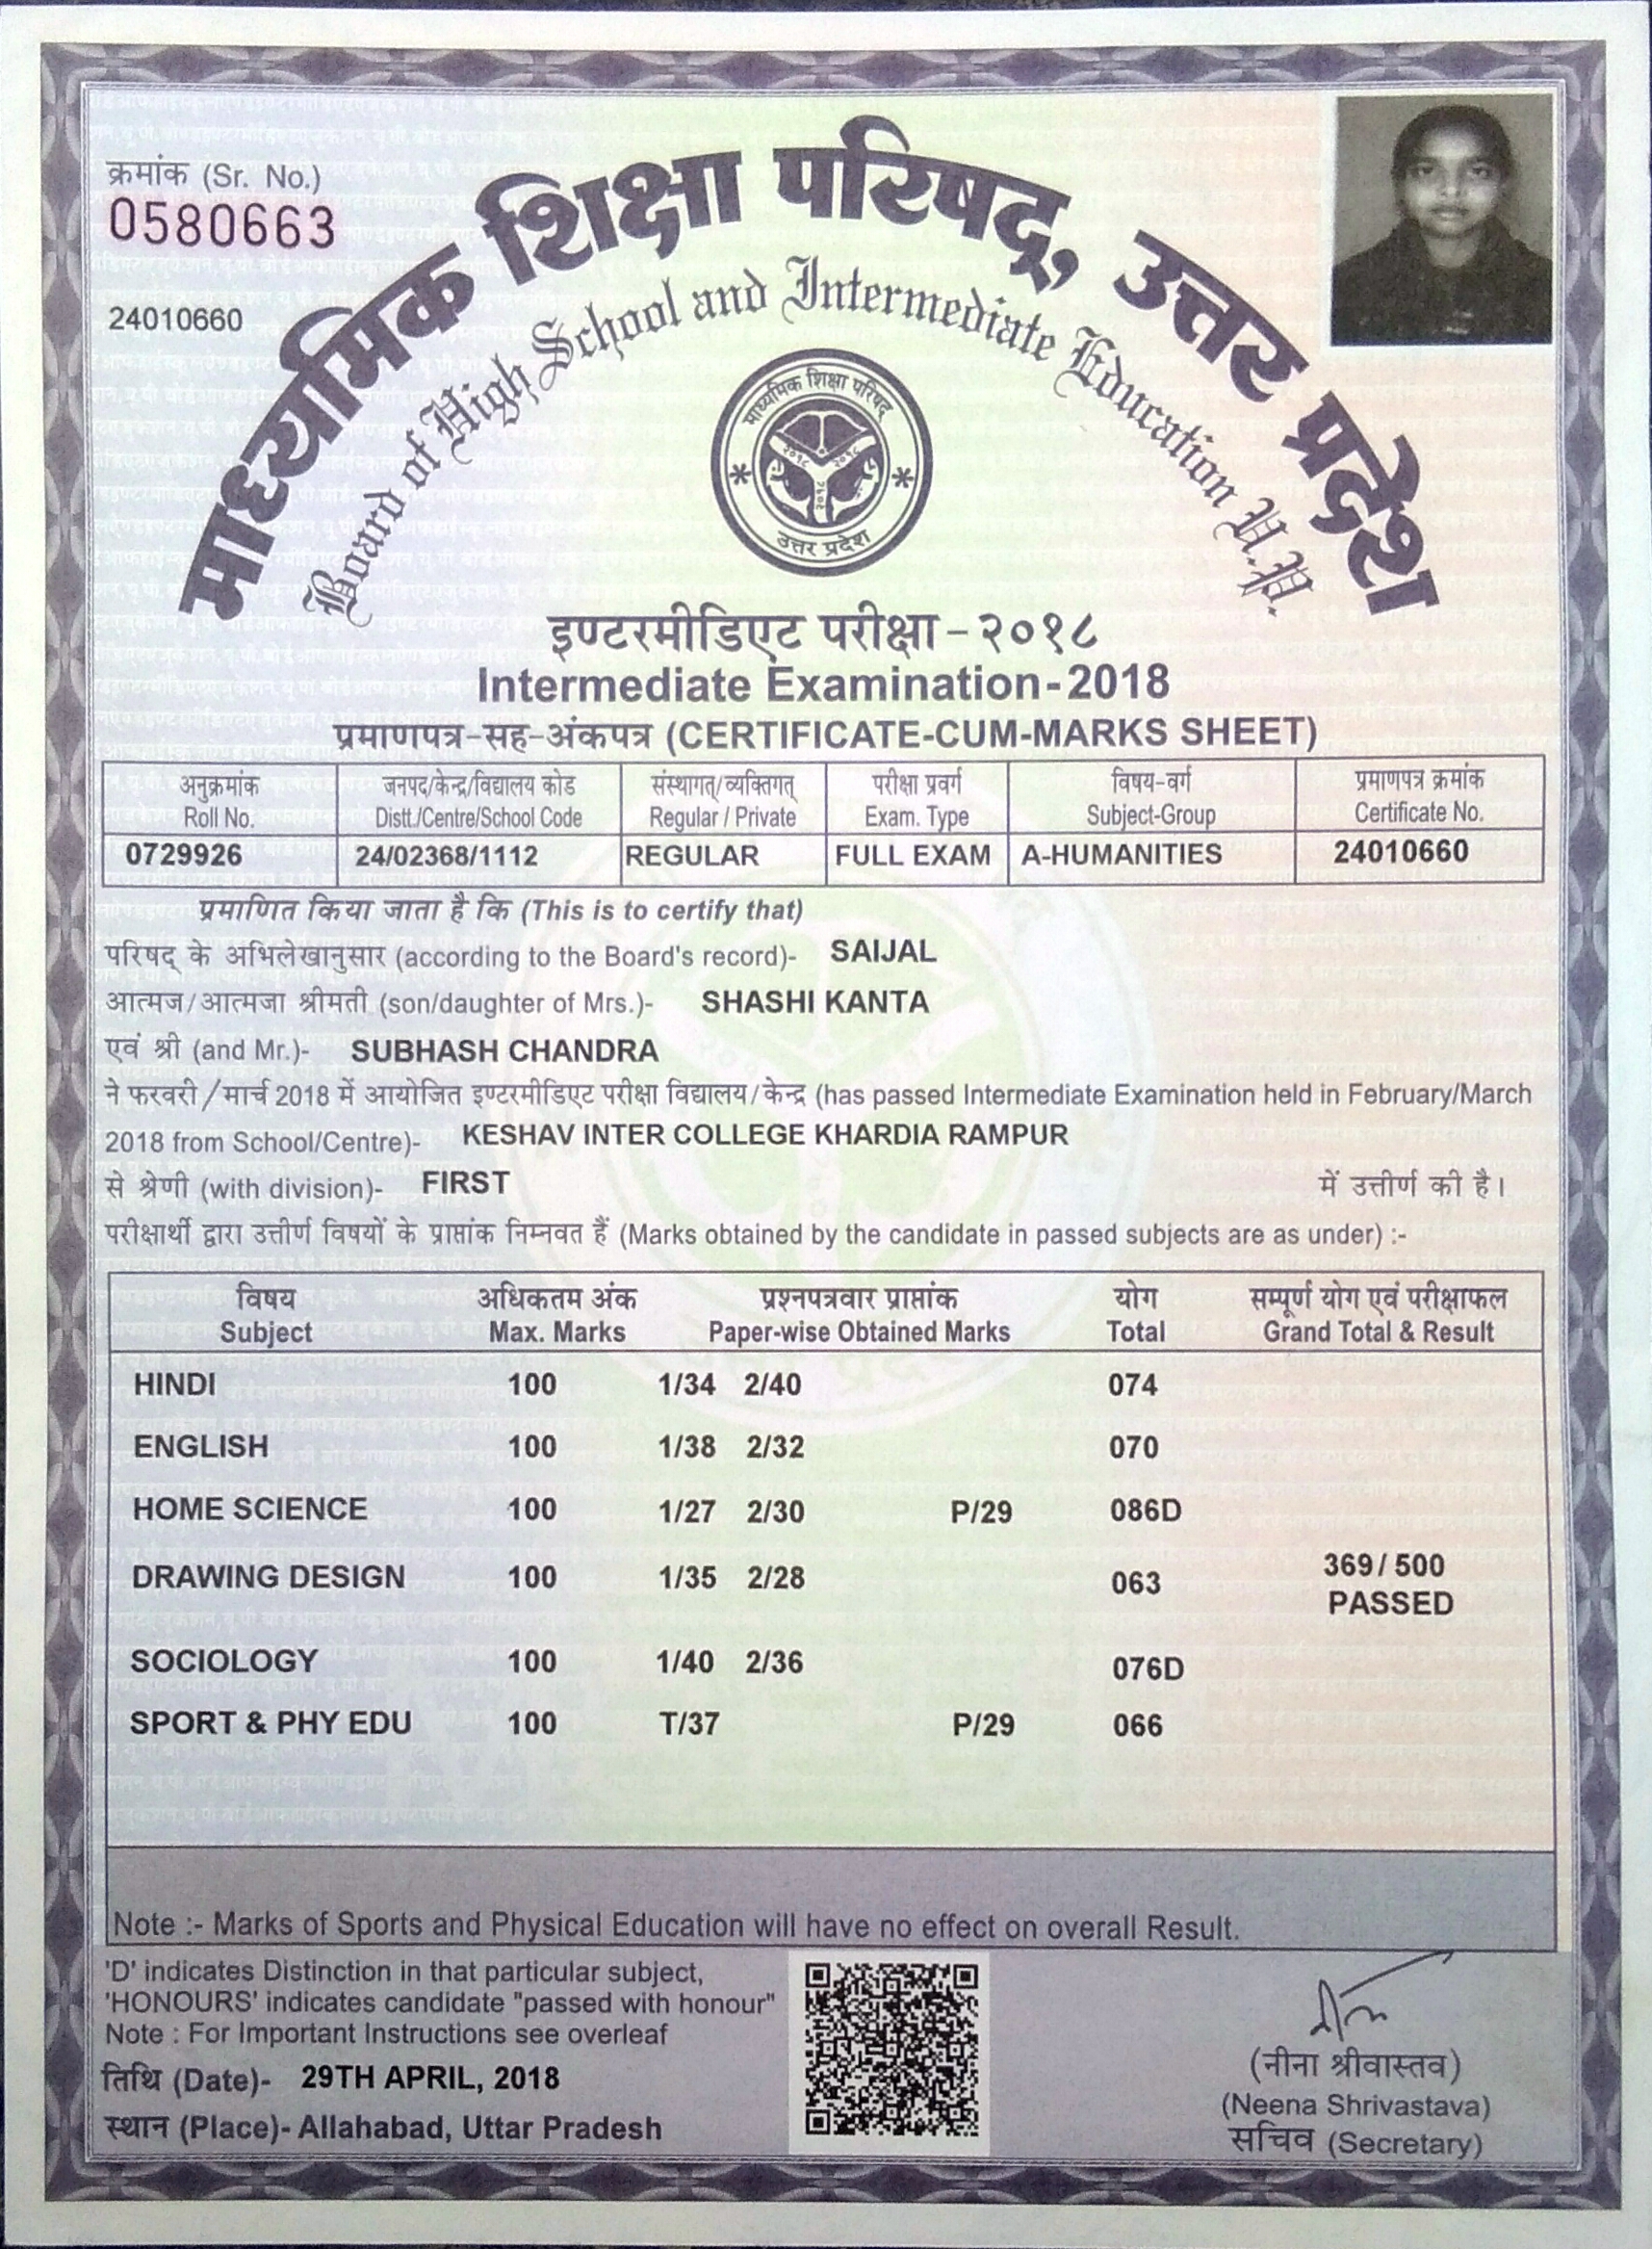 क्रमांक (Sr. No.)
0580663
24010660
माध्यमिक शिक्षा परिषद्, उत्तर प्रदेश
Board of High School and Intermediate Education U.P.
माध्यमिक शिक्षा परिषद्
२०१८ २०१८
२०१८
उत्तर प्रदेश
इण्टरमीडिएट परीक्षा-२०१८
Intermediate Examination-2018
प्रमाणपत्र-सह-अंकपत्र (CERTIFICATE-CUM-MARKS SHEET)
अनुक्रमांक जनपद/केन्द्र/विद्यालय कोड संस्थागत्/व्यक्तिगत् परीक्षा प्रवर्ग विषय-वर्ग प्रमाणपत्र क्रमांक
Roll No. Distt./Centre/School Code Regular / Private Exam. Type Subject-Group Certificate No.
0729926 24/02368/1112 REGULAR FULL EXAM A-HUMANITIES 24010660
प्रमाणित किया जाता है कि (This is to certify that)
परिषद् के अभिलेखानुसार (according to the Board's record)- SAIJAL
आत्मज/आत्मजा श्रीमती (son/daughter of Mrs.)- SHASHI KANTA
एवं श्री (and Mr.)- SUBHASH CHANDRA
ने फरवरी/मार्च 2018 में आयोजित इण्टरमीडिएट परीक्षा विद्यालय/केन्द्र (has passed Intermediate Examination held in February/March
2018 from School/Centre)- KESHAV INTER COLLEGE KHARDIA RAMPUR
से श्रेणी (with division)- FIRST में उत्तीर्ण की है।
परीक्षार्थी द्वारा उत्तीर्ण विषयों के प्राप्तांक निम्नवत हैं (Marks obtained by the candidate in passed subjects are as under) :-
विषय अधिकतम अंक प्रश्नपत्रवार प्राप्तांक योग सम्पूर्ण योग एवं परीक्षाफल
Subject Max. Marks Paper-wise Obtained Marks Total Grand Total & Result
HINDI 100 1/34 2/40 074
ENGLISH 100 1/38 2/32 070
HOME SCIENCE 100 1/27 2/30 P/29 086D
DRAWING DESIGN 100 1/35 2/28 063 369/500
PASSED
SOCIOLOGY 100 1/40 2/36 076D
SPORT & PHY EDU 100 T/37 P/29 066
Note :- Marks of Sports and Physical Education will have no effect on overall Result.
'D' indicates Distinction in that particular subject,
'HONOURS' indicates candidate "passed with honour"
Note : For Important Instructions see overleaf
तिथि (Date)- 29TH APRIL, 2018
स्थान (Place)- Allahabad, Uttar Pradesh
(नीना श्रीवास्तव)
(Neena Shrivastava)
सचिव (Secretary)